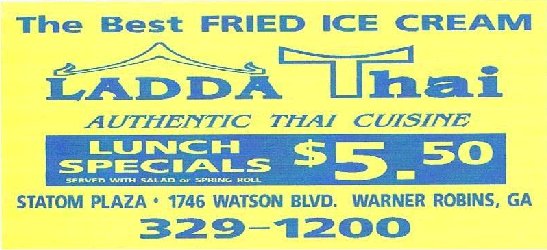 The Best FRIED ICE CREAM
LADDA Thai
AUTHENTIC THAI CUISINE
LUNCH SPECIALS $5.50
SERVED WITH SALAD or SPRING ROLL
STATOM PLAZA • 1746 WATSON BLVD. WARNER ROBINS, GA
329-1200